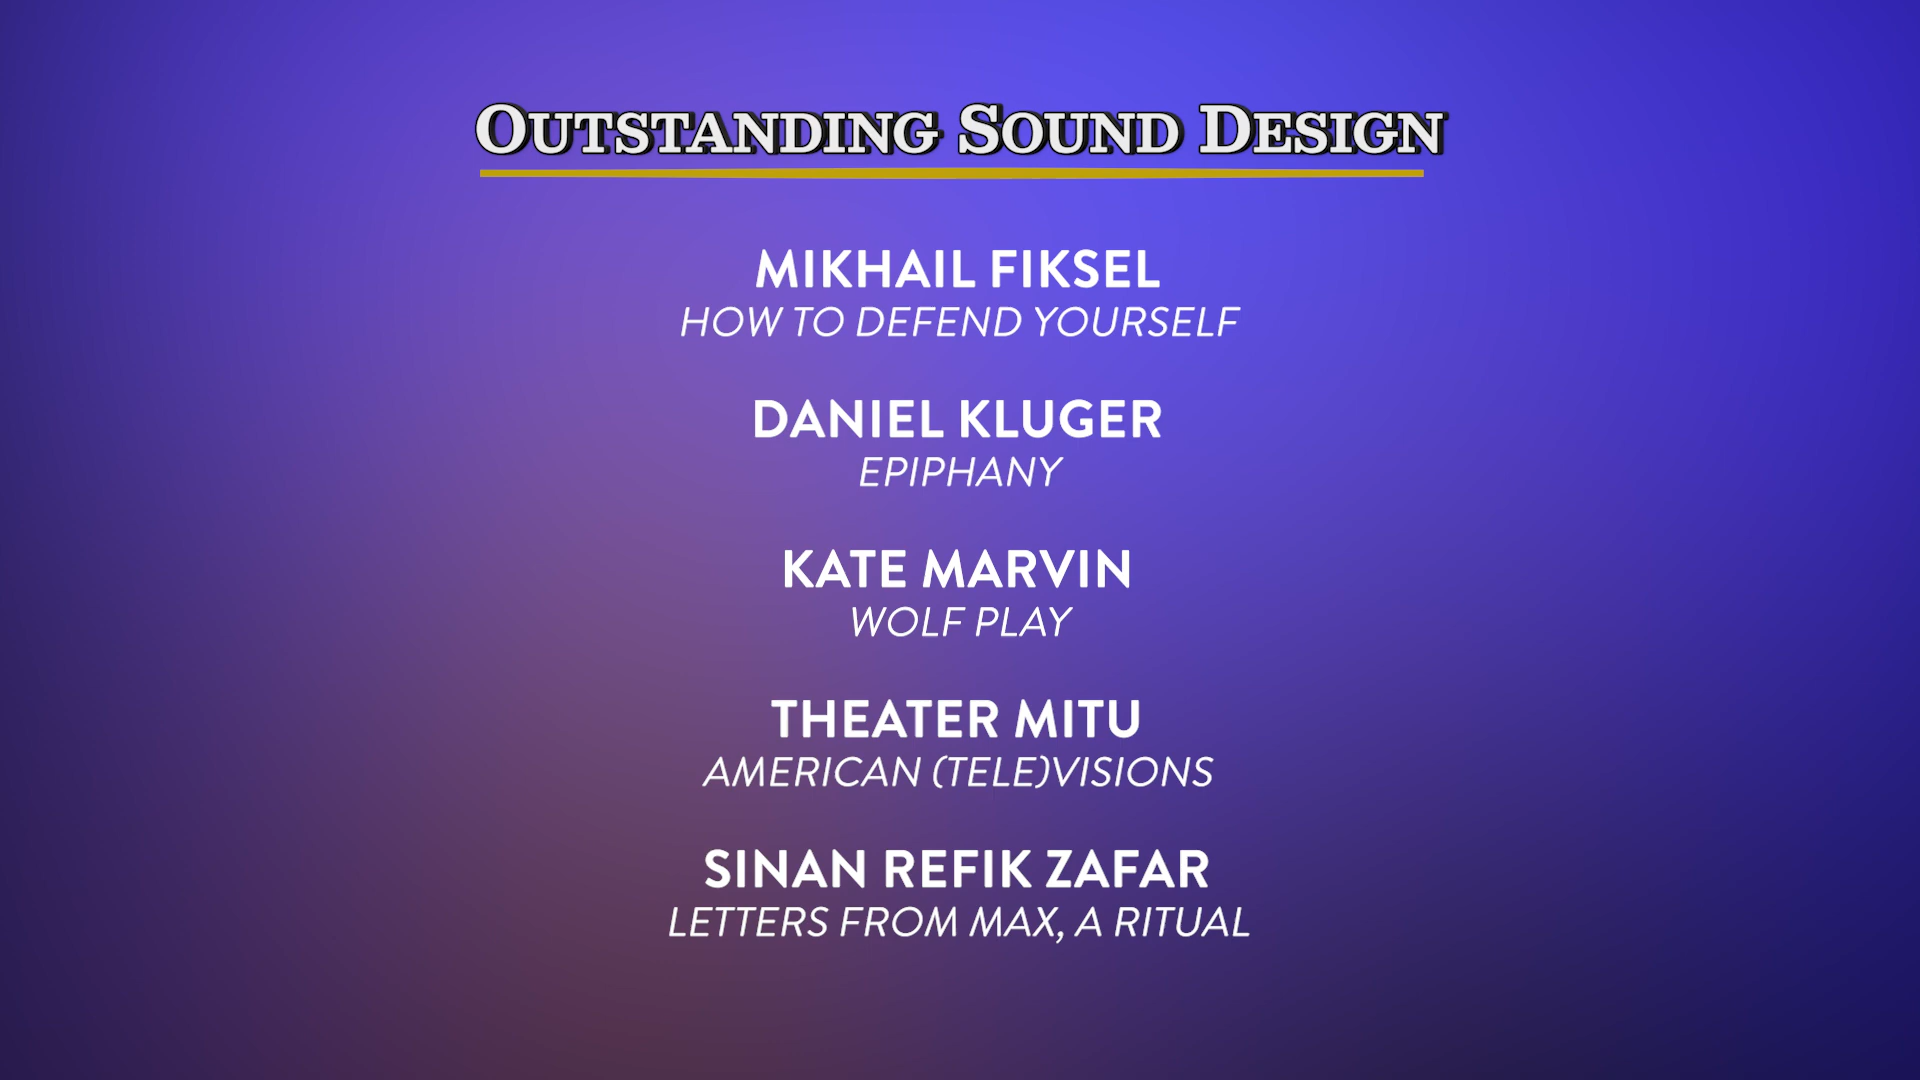 Outstanding Sound Design
MIKHAIL FIKSEL
HOW TO DEFEND YOURSELF
DANIEL KLUGER
EPIPHANY
KATE MARVIN
WOLF PLAY
THEATER MITU
AMERICAN (TELE)VISIONS
SINAN REFIK ZAFAR
LETTERS FROM MAX, A RITUAL